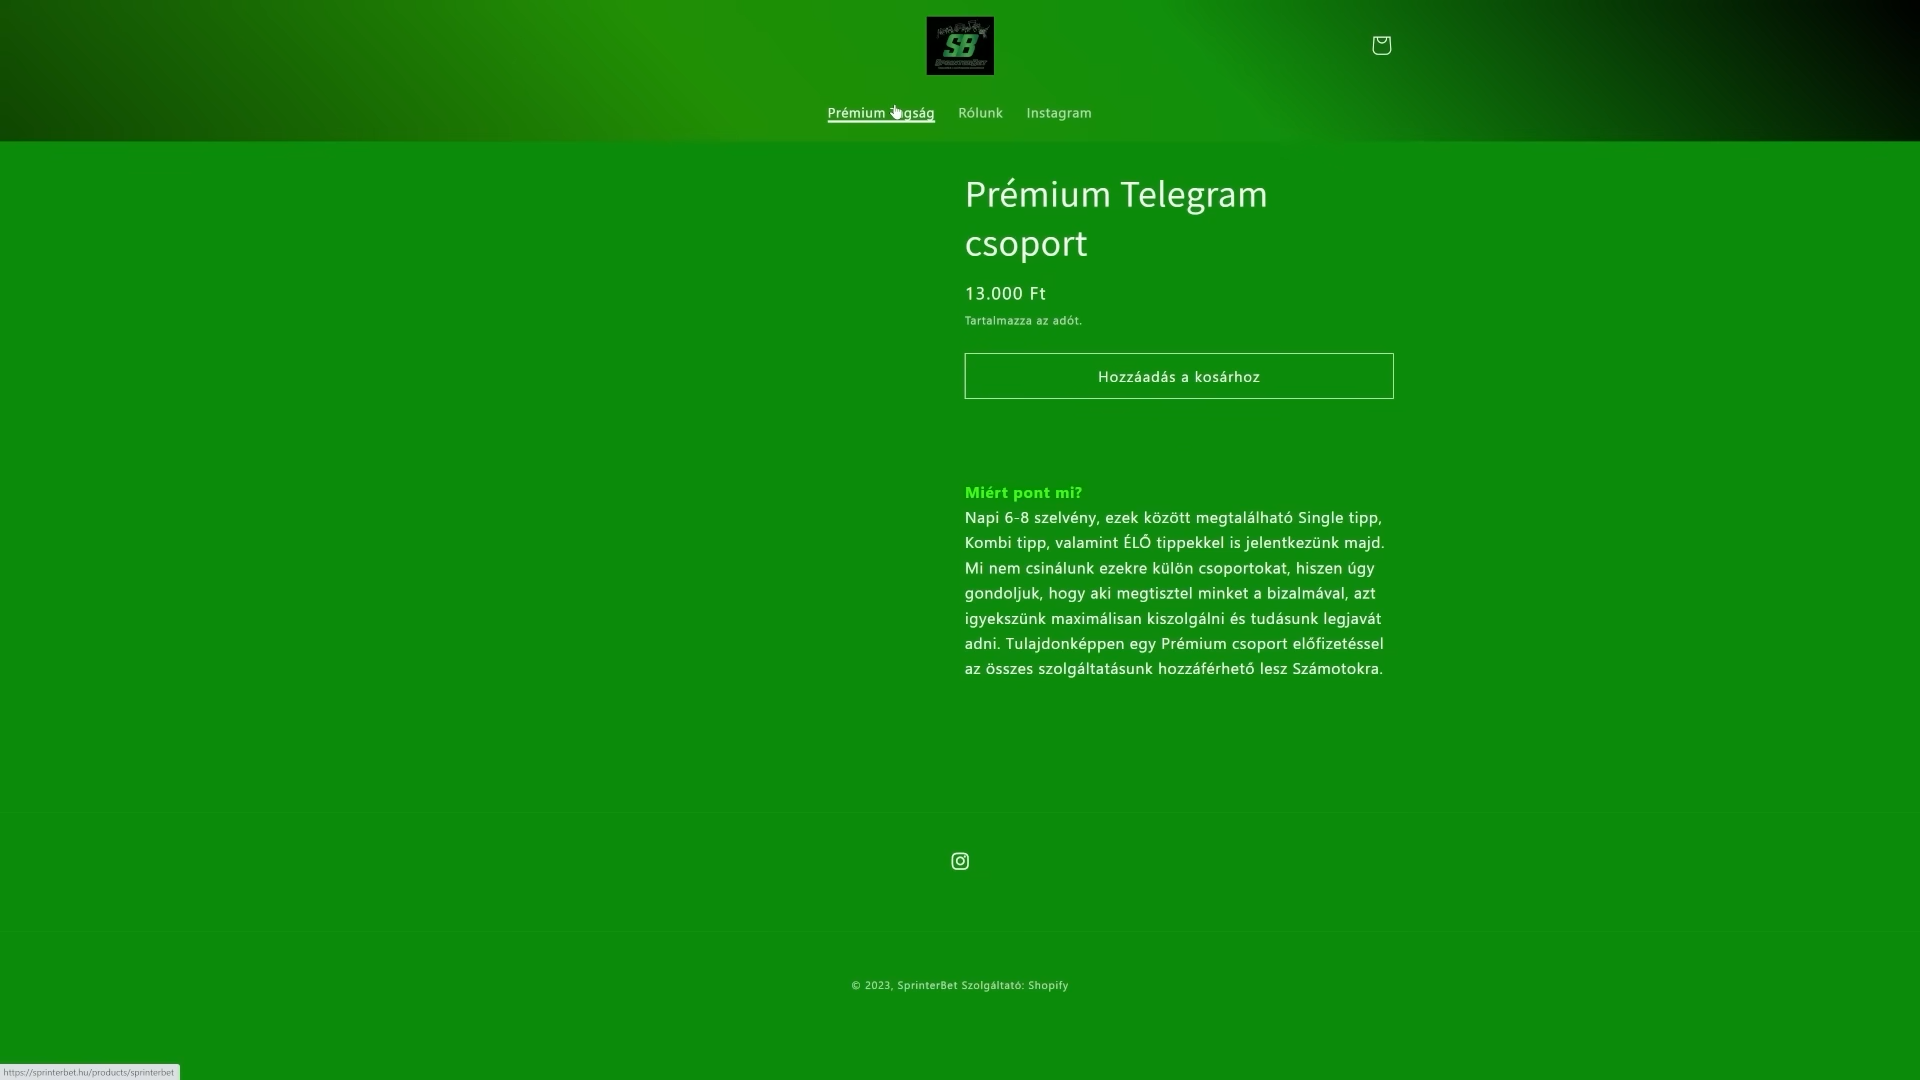 SB
SPRINTERBET
Prémium Tagság
Rólunk
Instagram
Prémium Telegram
csoport
13.000 Ft
Tartalmazza az adót.
Hozzáadás a kosárhoz
Miért pont mi?
Napi 6-8 szelvény, ezek között megtalálható Single tipp,
Kombi tipp, valamint ÉLŐ tippekkel is jelentkezünk majd.
Mi nem csinálunk ezekre külön csoportokat, hiszen úgy
gondoljuk, hogy aki megtisztel minket a bizalmával, azt
igyekszünk maximálisan kiszolgálni és tudásunk legjavát
adni. Tulajdonképpen egy Prémium csoport előfizetéssel
az összes szolgáltatásunk hozzáférhető lesz Számotokra.
© 2023, SprinterBet Szolgáltató: Shopify
https://sprinterbet.hu/products/sprinterbet